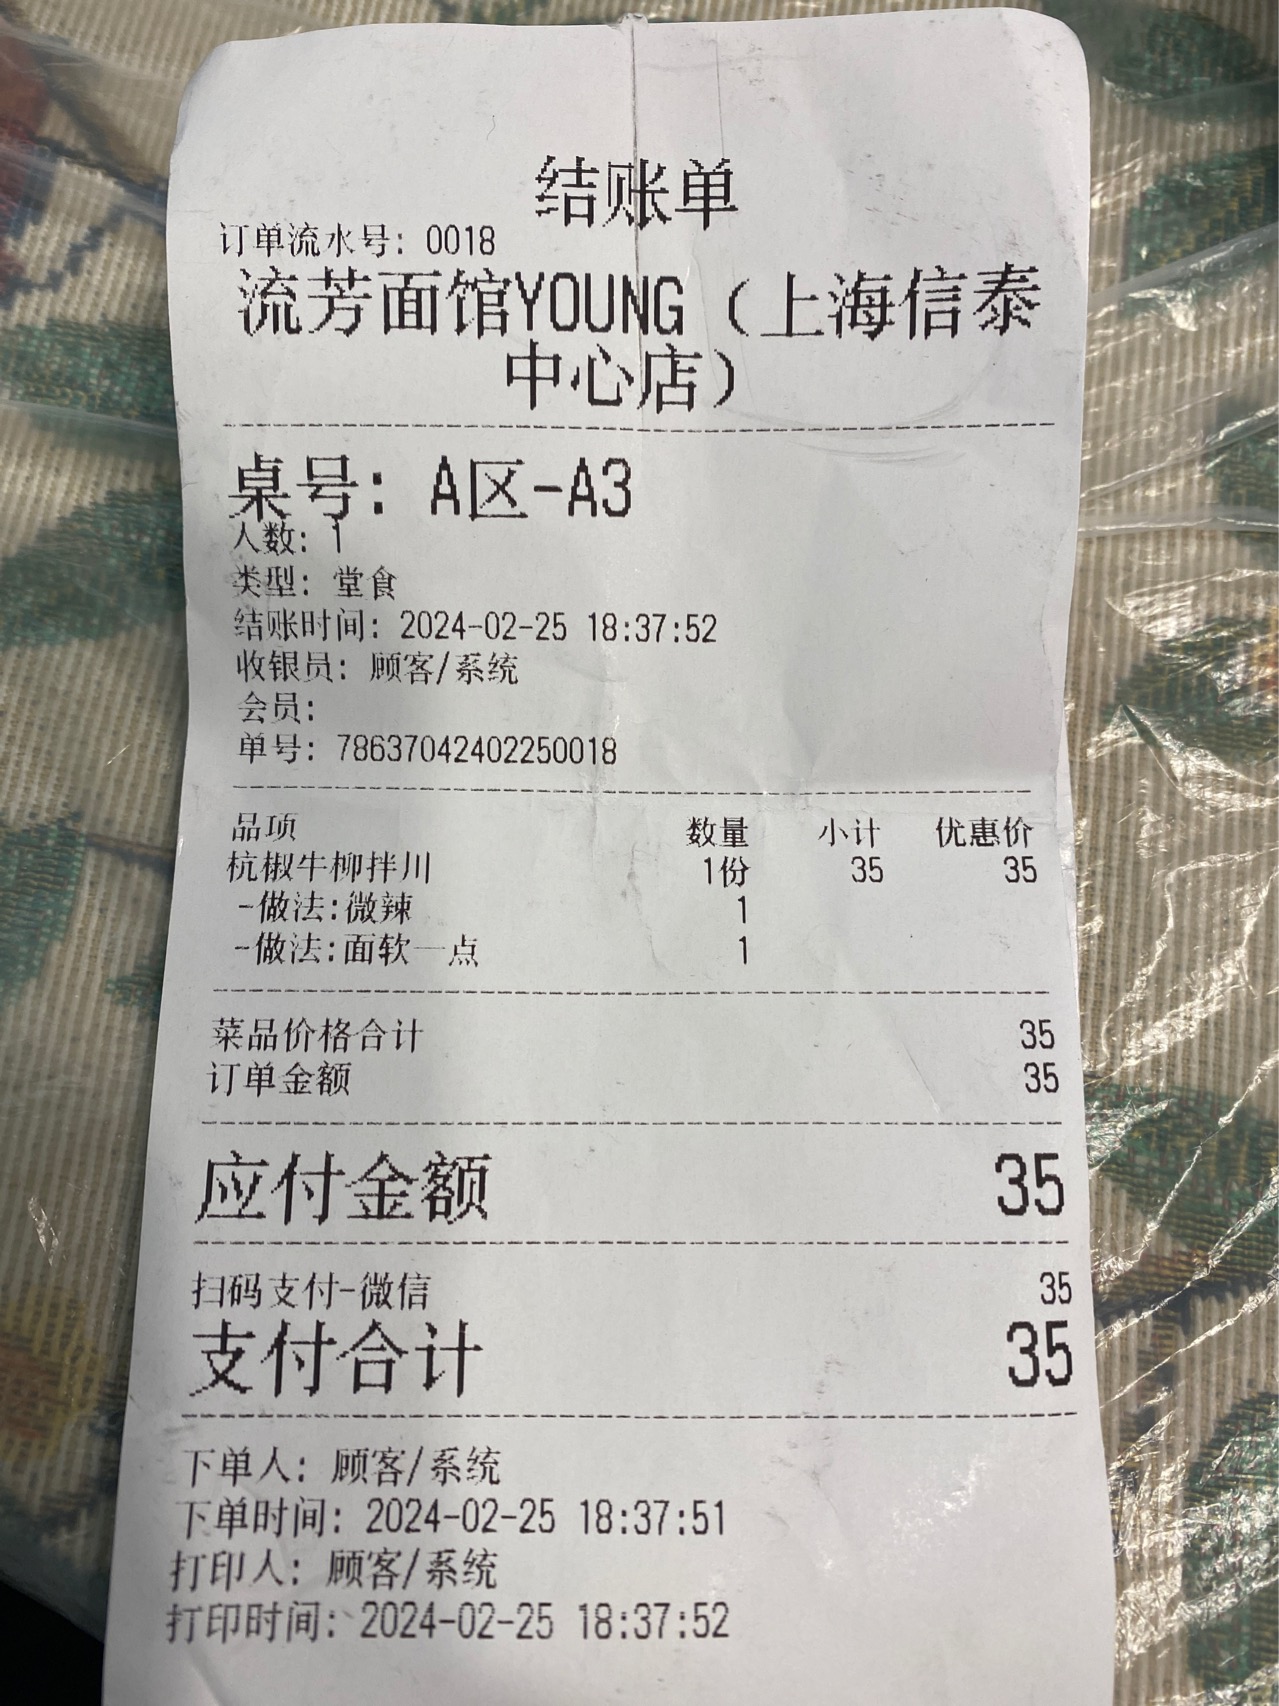 结账单
订单流水号: 0018
流芳面馆YOUNG（上海信泰
中心店）
桌号: A区-A3
人数: 1
类型: 堂食
结账时间: 2024-02-25 18:37:52
收银员: 顾客/系统
会员:
单号: 78637042402250018
品项 数量 小计 优惠价
杭椒牛柳拌川 1份 35 35
-做法:微辣 1
-做法:面软一点 1
菜品价格合计 35
订单金额 35
应付金额 35
扫码支付-微信 35
支付合计 35
下单人: 顾客/系统
下单时间: 2024-02-25 18:37:51
打印人: 顾客/系统
打印时间: 2024-02-25 18:37:52